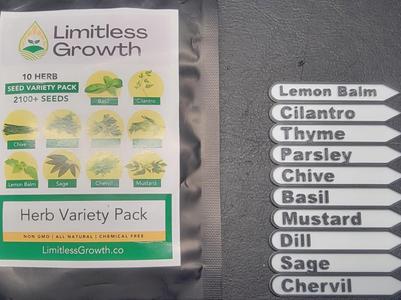 Limitless
Growth
10 HERB
SEED VARIETY PACK
2100+ SEEDS
Basil
Cilantro
Chive
Lemon Balm
Sage
Chervil
Mustard
Herb Variety Pack
NON GMO | ALL NATURAL | CHEMICAL FREE
LimitlessGrowth.co
Lemon Balm
Cilantro
Thyme
Parsley
Chive
Basil
Mustard
Dill
Sage
Chervil